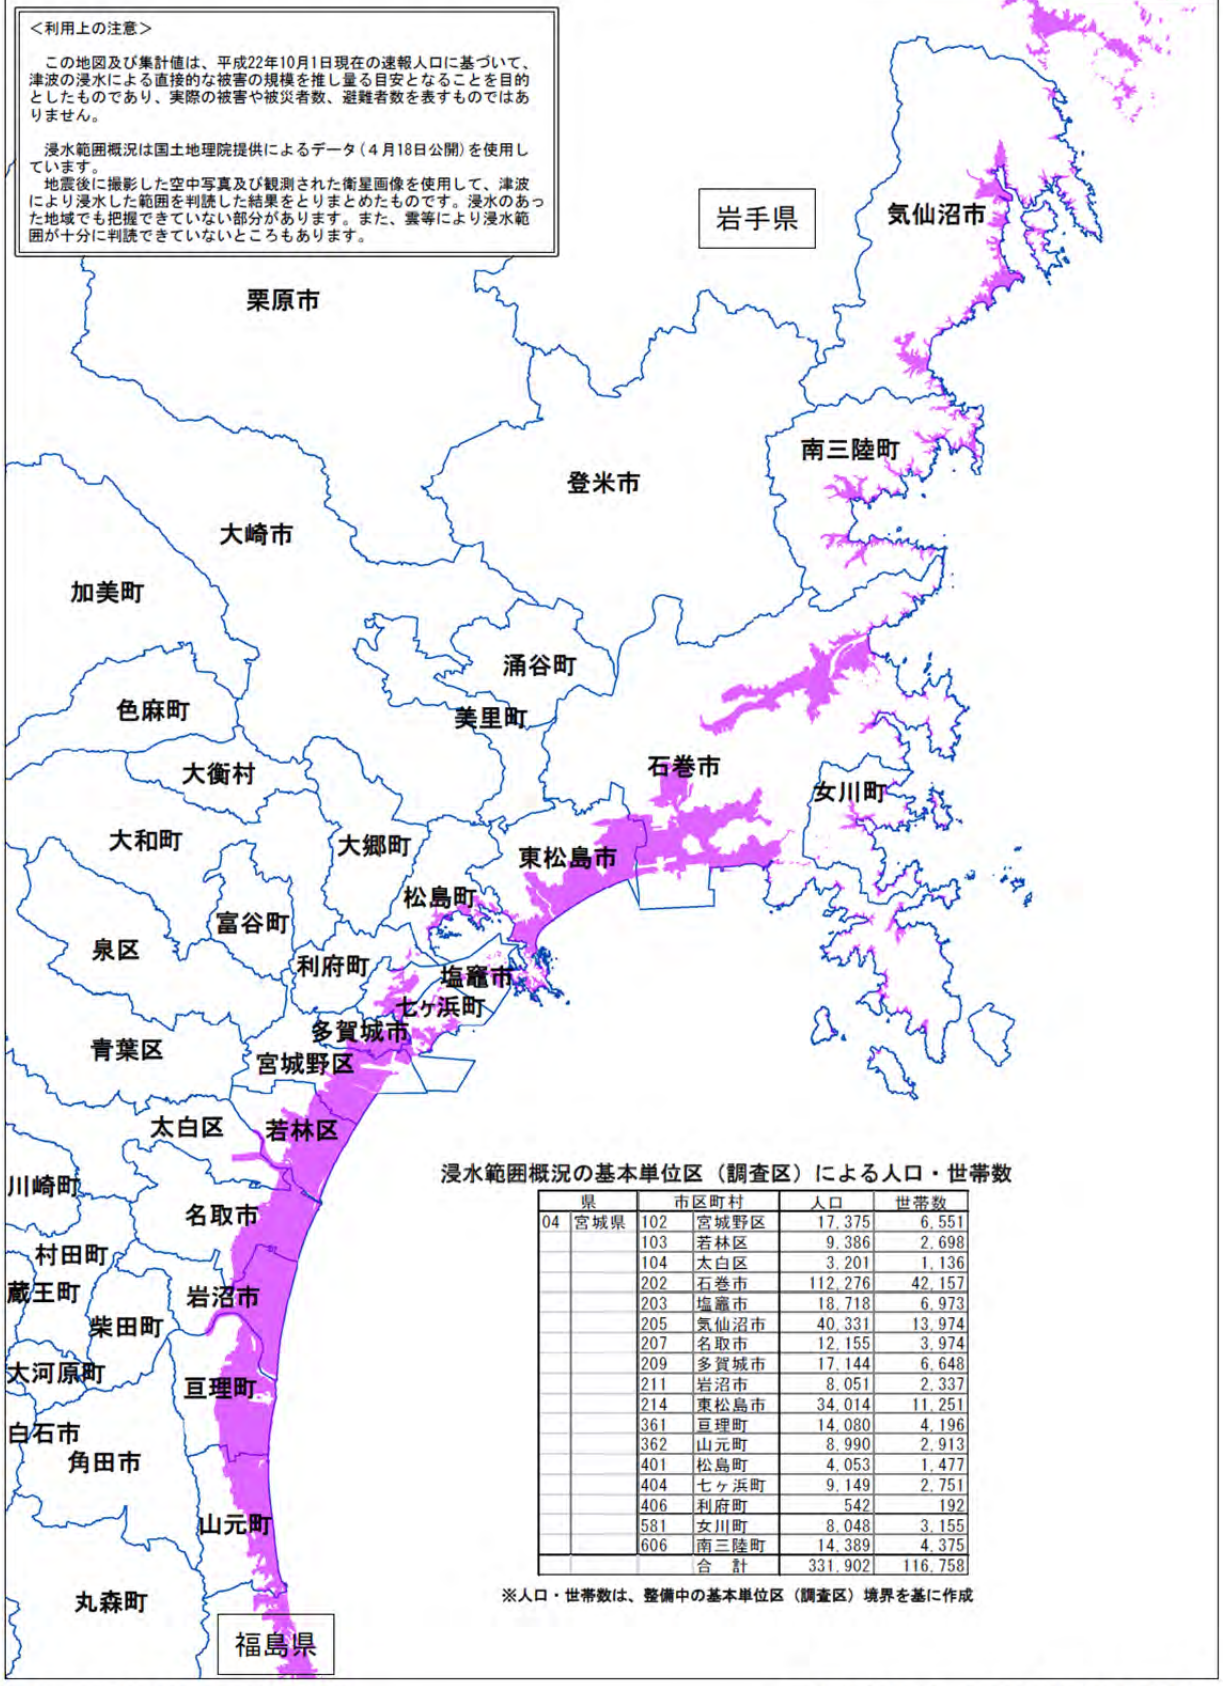 ＜利用上の注意＞
この地図及び集計値は、平成22年10月1日現在の速報人口に基づいて、
津波の浸水による直接的な被害の規模を推し量る目安となることを目的
としたものであり、実際の被害や被災者数、避難者数を表すものではあ
りません。
浸水範囲概況は国土地理院提供によるデータ(４月18日公開)を使用し
ています。
地震後に撮影した空中写真及び観測された衛星画像を使用して、津波
により浸水した範囲を判読した結果をとりまとめたものです。浸水のあっ
た地域でも把握できていない部分があります。また、雲等により浸水範
囲が十分に判読できていないところもあります。
岩手県
気仙沼市
栗原市
南三陸町
登米市
大崎市
加美町
涌谷町
色麻町
美里町
大衡村
石巻市
女川町
大和町
大郷町
東松島市
松島町
富谷町
泉区
利府町
塩竈市
七ヶ浜町
多賀城市
青葉区
宮城野区
太白区
若林区
川崎町
名取市
村田町
蔵王町
岩沼市
柴田町
大河原町
亘理町
白石市
角田市
山元町
丸森町
福島県
浸水範囲概況の基本単位区（調査区）による人口・世帯数
県 市区町村 人口 世帯数
04 宮城県 102 宮城野区 17,375 6,551
103 若林区 9,386 2,698
104 太白区 3,201 1,136
202 石巻市 112,276 42,157
203 塩竈市 18,718 6,973
205 気仙沼市 40,331 13,974
207 名取市 12,155 3,974
209 多賀城市 17,144 6,648
211 岩沼市 8,051 2,337
214 東松島市 34,014 11,251
361 亘理町 14,080 4,196
362 山元町 8,990 2,913
401 松島町 4,053 1,477
404 七ヶ浜町 9,149 2,751
406 利府町 542 192
581 女川町 8,048 3,155
606 南三陸町 14,389 4,375
合　計 331,902 116,758
※人口・世帯数は、整備中の基本単位区（調査区）境界を基に作成